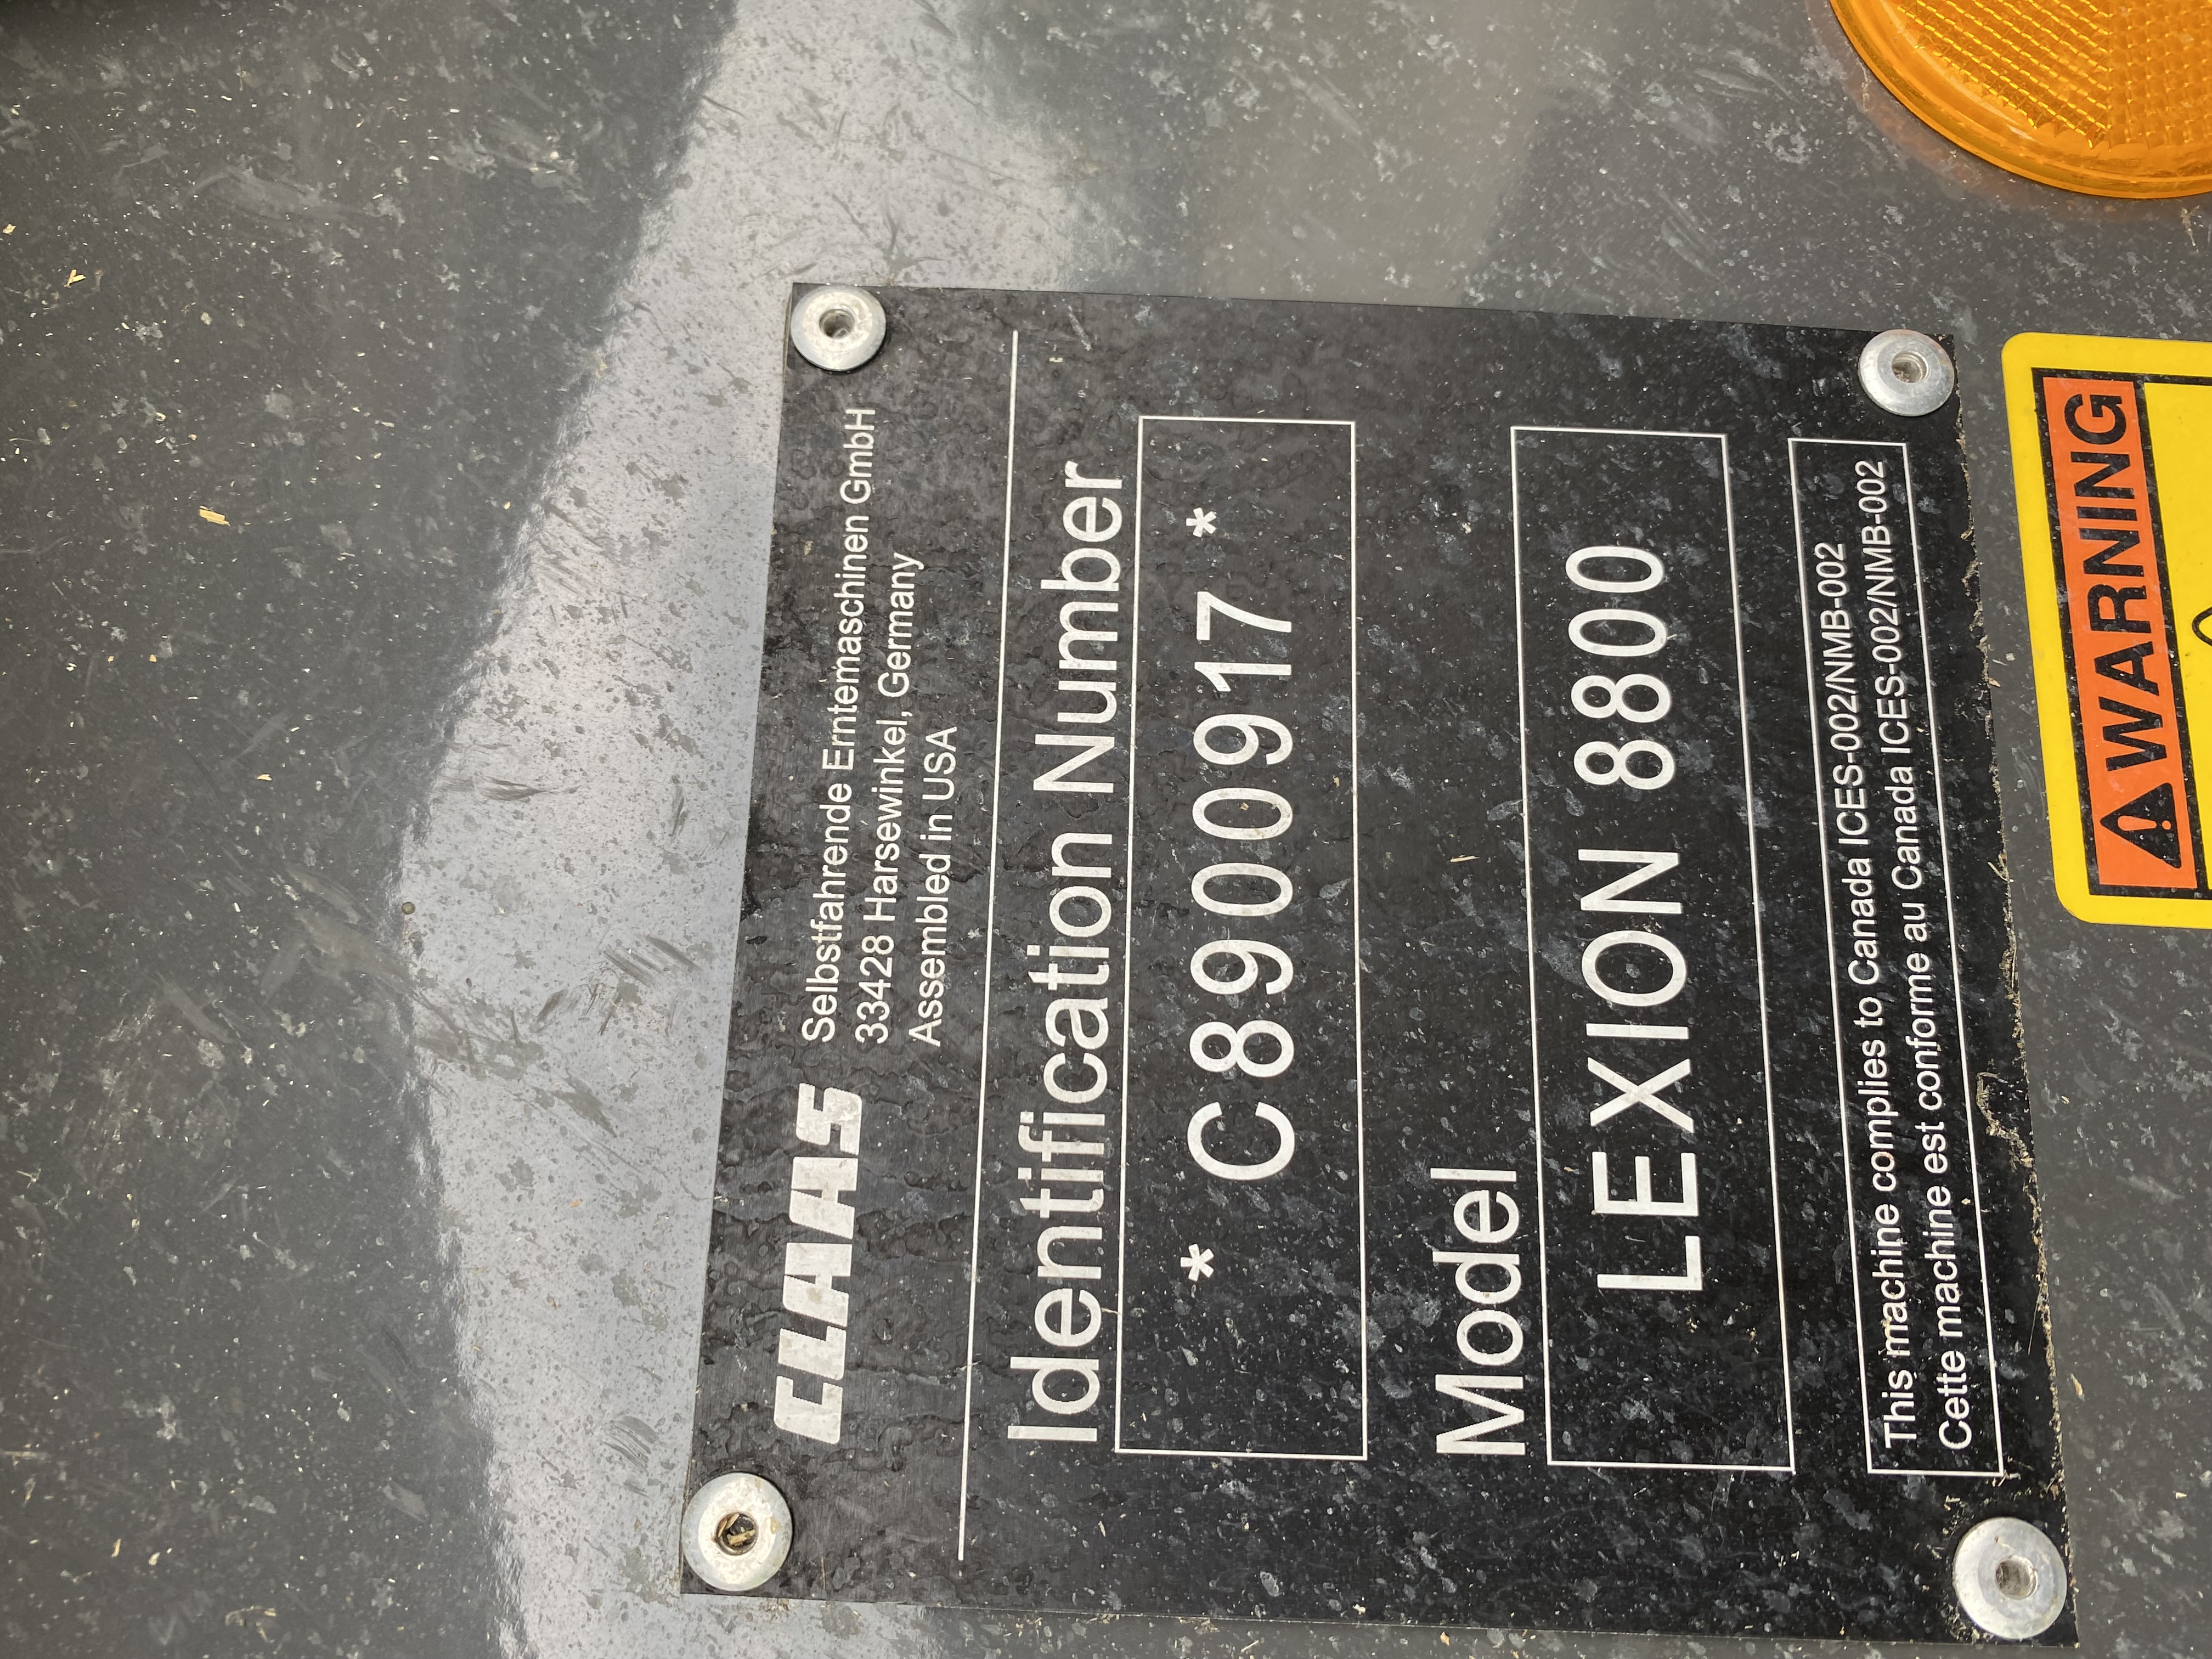 CLAAS
Selbstfahrende Erntemaschinen GmbH
33428 Harsewinkel, Germany
Assembled in USA
Identification Number
* C8900917 *
Model
LEXION 8800
This machine complies to Canada ICES-002/NMB-002
Cette machine est conforme au Canada ICES-002/NMB-002
WARNING